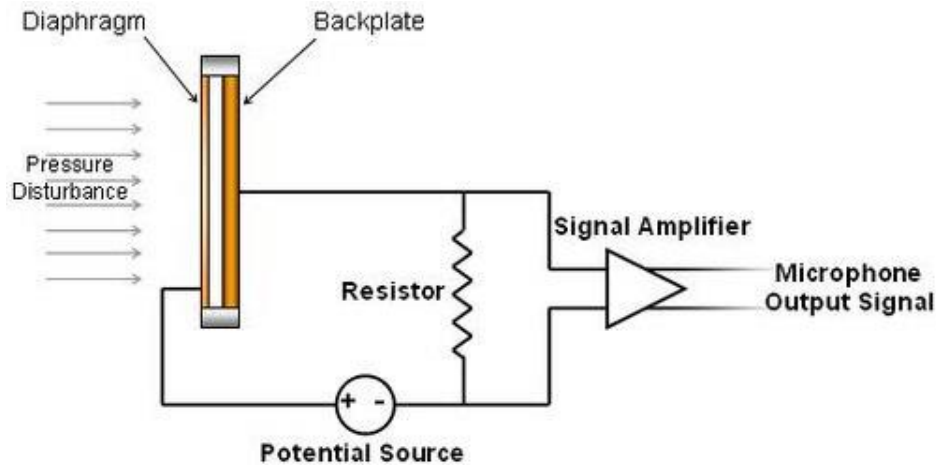 Diaphragm
Backplate
Pressure
Disturbance
Signal Amplifier
Resistor
Microphone
Output Signal
+ -
Potential Source